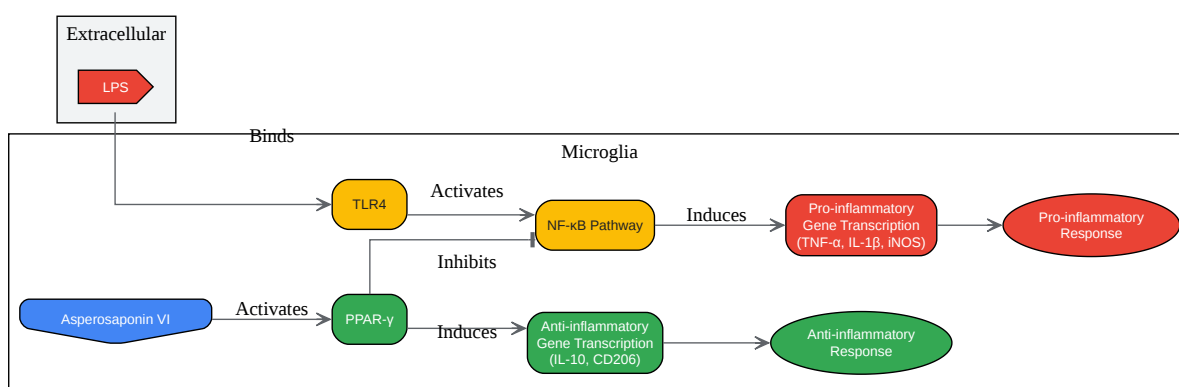 Extracellular
LPS
Binds
Microglia
TLR4
Activates
NF-κB Pathway
Induces
Pro-inflammatory
Gene Transcription
(TNF-α, IL-1β, iNOS)
Pro-inflammatory
Response
Inhibits
Asperosaponin VI
Activates
PPAR-γ
Induces
Anti-inflammatory
Gene Transcription
(IL-10, CD206)
Anti-inflammatory
Response